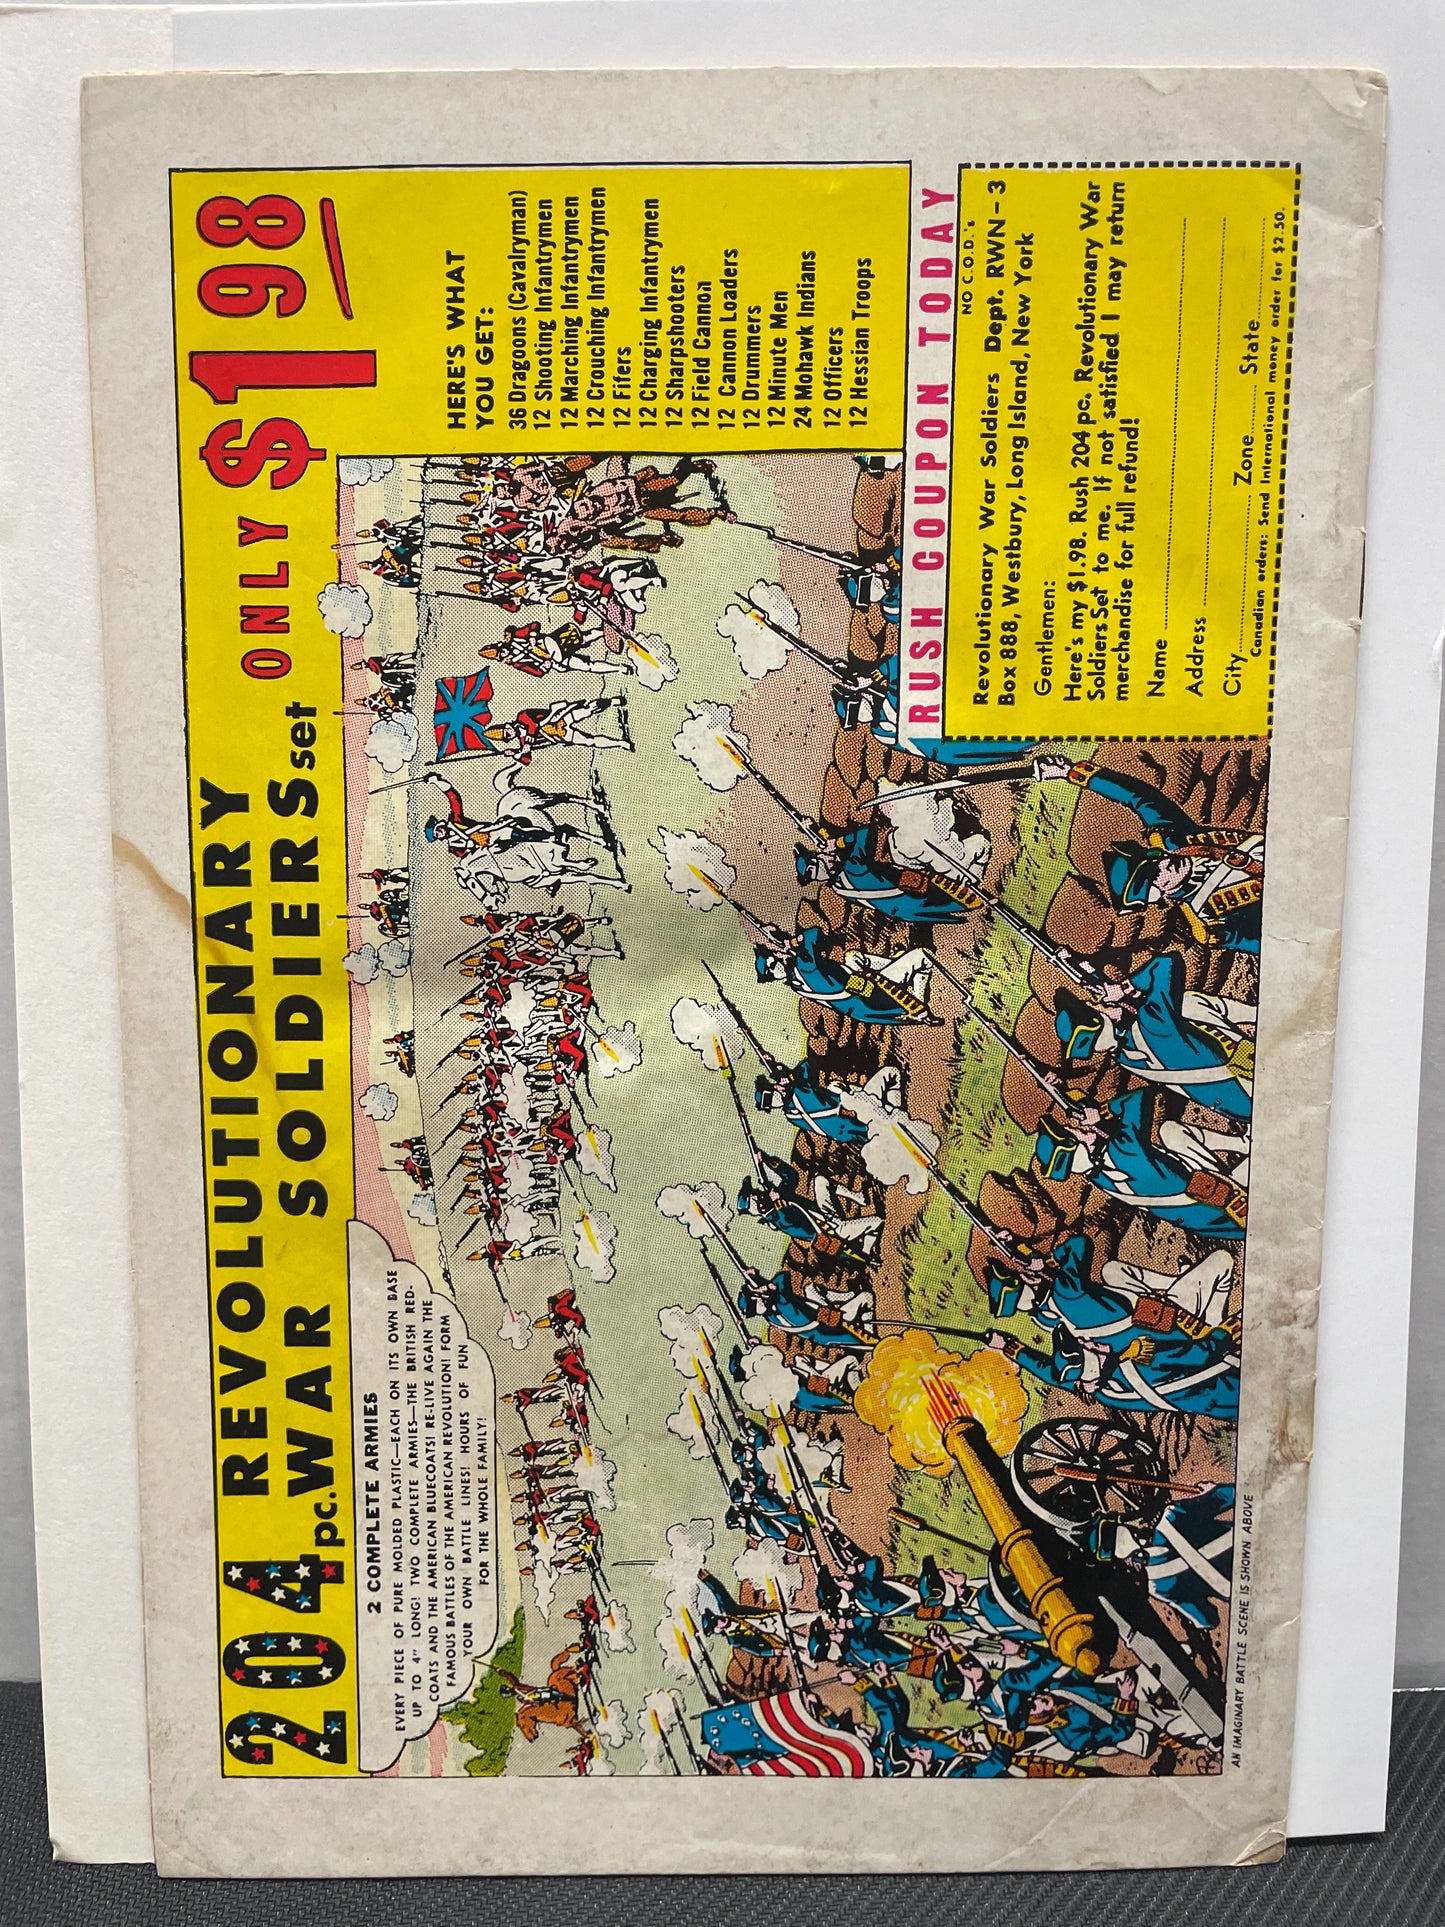 204 REVOLUTIONARY
pc. WAR SOLDIERS set
ONLY $1 98
2 COMPLETE ARMIES
EVERY PIECE OF PURE MOLDED PLASTIC—EACH ON ITS OWN BASE
UP TO 4" LONG! TWO COMPLETE ARMIES—THE BRITISH RED-
COATS AND THE AMERICAN BLUECOATS! RE-LIVE AGAIN THE
FAMOUS BATTLES OF THE AMERICAN REVOLUTION! FORM
YOUR OWN BATTLE LINES! HOURS OF FUN
FOR THE WHOLE FAMILY!
HERE'S WHAT
YOU GET:
36 Dragoons (Cavalryman)
12 Shooting Infantrymen
12 Marching Infantrymen
12 Crouching Infantrymen
12 Fifers
12 Charging Infantrymen
12 Sharpshooters
12 Field Cannon
12 Cannon Loaders
12 Drummers
12 Minute Men
24 Mohawk Indians
12 Officers
12 Hessian Troops
RUSH COUPON TODAY
NO C.O.D.'s
Revolutionary War Soldiers Dept. RWN-3
Box 888, Westbury, Long Island, New York
Gentlemen:
Here's my $1.98. Rush 204 pc. Revolutionary War
Soldiers Set to me. If not satisfied I may return
merchandise for full refund!
Name
Address
City Zone State
Canadian orders: Send International money order for $2.50.
AN IMAGINARY BATTLE SCENE IS SHOWN ABOVE